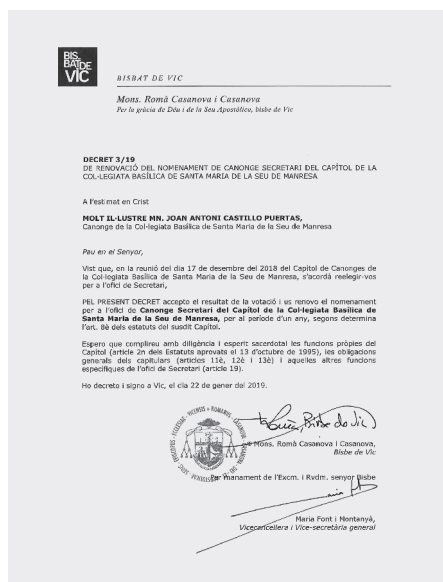 BIS.
BAT DE
VIC
BISBAT DE VIC
Mons. Romà Casanova i Casanova
Per la gràcia de Déu i de la Seu Apostòlica, bisbe de Vic
DECRET 3/19
DE RENOVACIÓ DEL NOMENAMENT DE CANONGE SECRETARI DEL CAPÍTOL DE LA
COL·LEGIATA BASÍLICA DE SANTA MARIA DE LA SEU DE MANRESA
A l'estimat en Crist
MOLT IL·LUSTRE MN. JOAN ANTONI CASTILLO PUERTAS,
Canonge de la Col·legiata Basílica de Santa Maria de la Seu de Manresa
Pau en el Senyor,
Vist que, en la reunió del dia 17 de desembre del 2018 del Capítol de Canonges de
la Col·legiata Basílica de Santa Maria de la Seu de Manresa, s'acordà reelegir-vos
per a l'ofici de Secretari,
PEL PRESENT DECRET accepto el resultat de la votació i us renovo el nomenament
per a l'ofici de Canonge Secretari del Capítol de la Col·legiata Basílica de
Santa Maria de la Seu de Manresa, per al període d'un any, segons determina
l'art. 8è dels estatuts del susdit Capítol.
Espero que complireu amb diligència i esperit sacerdotal les funcions pròpies del
Capítol (article 2n dels Estatuts aprovats el 13 d'octubre de 1995), les obligacions
generals dels capitulars (articles 11è, 12è i 13è) i aquelles altres funcions
específiques de l'ofici de Secretari (article 19).
Ho decreto i signo a Vic, el dia 22 de gener del 2019.
Bisbe de Vic
Mons. Romà Casanova i Casanova,
Bisbe de Vic
Per manament de l'Excm. i Rvdm. senyor Bisbe
Maria Font i Montanyà,
Vicecancellera i Vice-secretària general